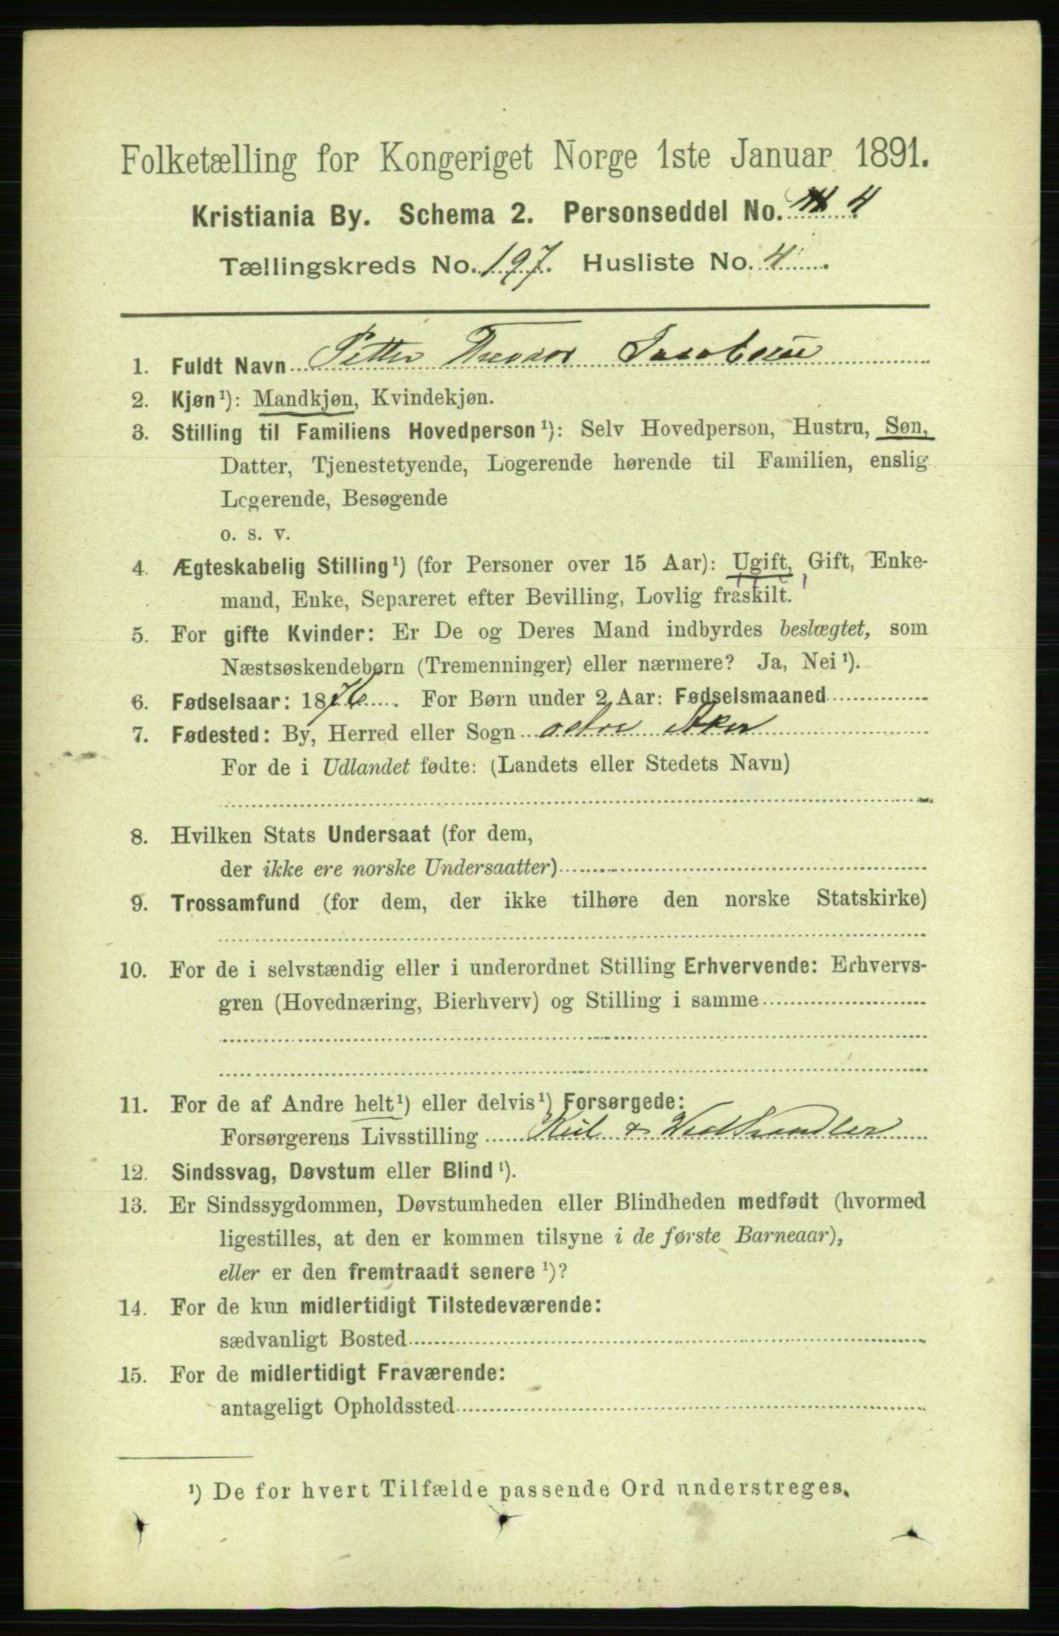 Folketælling for Kongeriget Norge 1ste Januar 1891.
Kristiania By. Schema 2. Personseddel No. 4
Tællingskreds No. 197. Husliste No. 4.
1. Fuldt Navn Petter Jacobsen
2. Kjøn¹): Mandkjøn, Kvindekjøn.
3. Stilling til Familiens Hovedperson¹): Selv Hovedperson, Hustru, Søn,
Datter, Tjenestetyende, Logerende hørende til Familien, enslig
Logerende, Besøgende
o. s. v.
4. Ægteskabelig Stilling¹) (for Personer over 15 Aar): Ugift, Gift, Enke-
mand, Enke, Separeret efter Bevilling, Lovlig fraskilt.
5. For gifte Kvinder: Er De og Deres Mand indbyrdes beslægtet, som
Næstsøskendebørn (Tremenninger) eller nærmere? Ja, Nei¹).
6. Fødselsaar: 1876. For Børn under 2 Aar: Fødselsmaaned
7. Fødested: By, Herred eller Sogn Aker
For de i Udlandet fødte: (Landets eller Stedets Navn)
8. Hvilken Stats Undersaat (for dem,
der ikke ere norske Undersaatter)
9. Trossamfund (for dem, der ikke tilhøre den norske Statskirke)
10. For de i selvstændig eller i underordnet Stilling Erhvervende: Erhvervs-
gren (Hovednæring, Bierhverv) og Stilling i samme
11. For de af Andre helt¹) eller delvis¹) Forsørgede:
Forsørgerens Livsstilling Kul & Vedhandler
12. Sindssvag, Døvstum eller Blind¹).
13. Er Sindssygdommen, Døvstumheden eller Blindheden medfødt (hvormed
ligestilles, at den er kommen tilsyne i de første Barneaar),
eller er den fremtraadt senere¹)?
14. For de kun midlertidigt Tilstedeværende:
sædvanligt Bosted
15. For de midlertidigt Fraværende:
antageligt Opholdssted
¹) De for hvert Tilfælde passende Ord understreges.